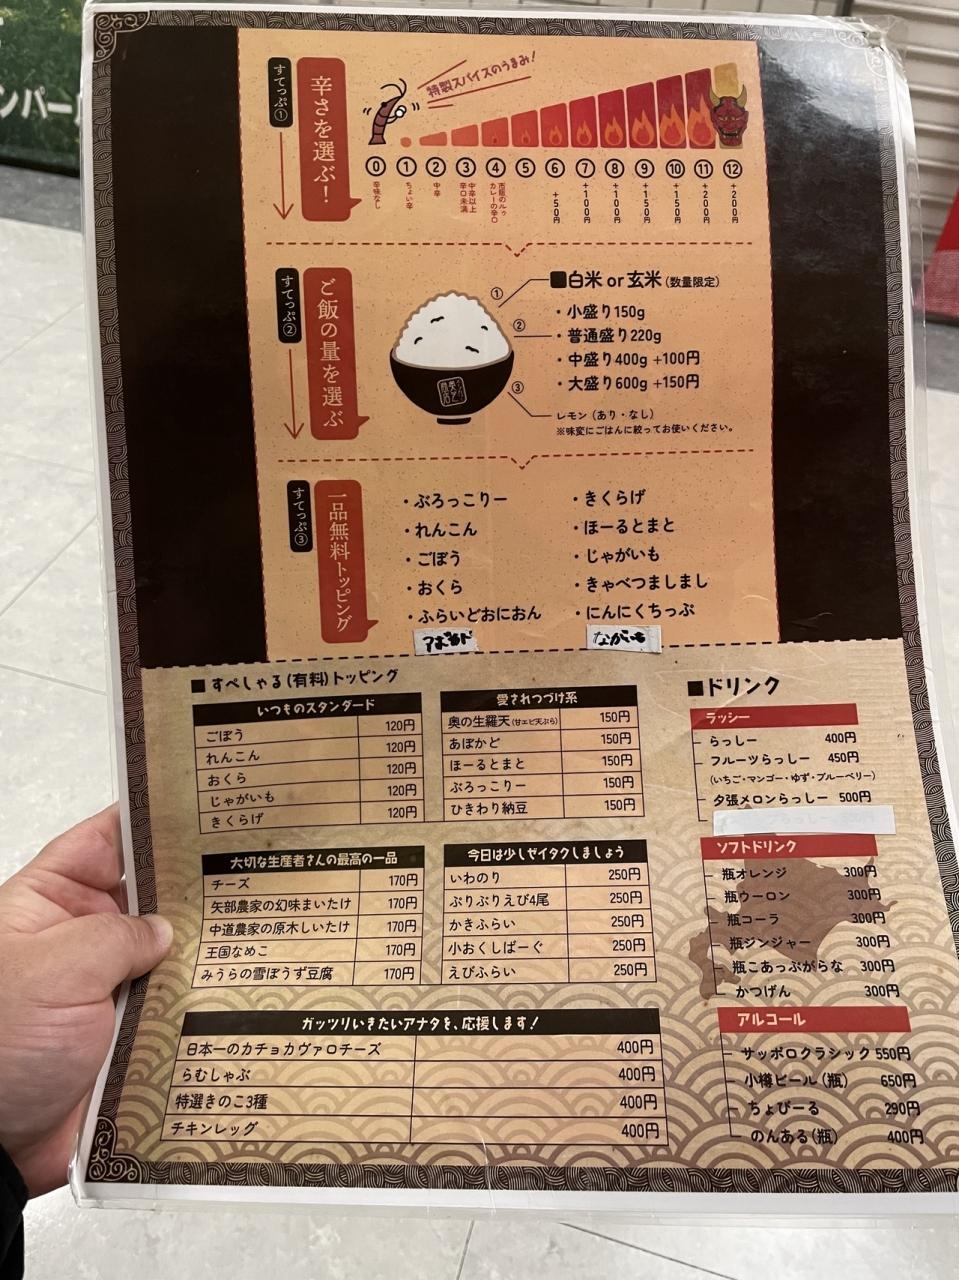 ンパー
すてっぷ①
辛さを選ぶ！
特製スパイスのうまみ！
0 1 2 3 4 5 6 7 8 9 10 11 12
辛味なし
ちょい辛
中辛
中辛以上辛口未満
市販のルゥカレーの辛口
+50円
+100円
+100円
+150円
+150円
+200円
+200円
すてっぷ②
ご飯の量を選ぶ
①
②
③
■白米 or 玄米（数量限定）
・小盛り150g
・普通盛り220g
・中盛り400g +100円
・大盛り600g +150円
レモン（あり・なし）
※味変にごはんに絞ってお使いください。
すてっぷ③
一品無料トッピング
・ぶろっこりー
・れんこん
・ごぼう
・おくら
・ふらいどおにおん
・きくらげ
・ほーるとまと
・じゃがいも
・きゃべつましまし
・にんにくちっぷ
ながいも
■ すぺしゃる(有料)トッピング
いつものスタンダード
ごぼう 120円
れんこん 120円
おくら 120円
じゃがいも 120円
きくらげ 120円
愛されつづけ系
奥の生羅天(甘エビ天ぷら) 150円
あぼかど 150円
ほーるとまと 150円
ぶろっこりー 150円
ひきわり納豆 150円
大切な生産者さんの最高の一品
チーズ 170円
矢部農家の幻味まいたけ 170円
中道農家の原木しいたけ 170円
王国なめこ 170円
みうらの雪ぼうず豆腐 170円
今日は少しゼイタクしましょう
いわのり 250円
ぷりぷりえび4尾 250円
かきふらい 250円
小おくしばーぐ 250円
えびふらい 250円
ガッツリいきたいアナタを、応援します！
日本一のカチョカヴァロチーズ 400円
らむしゃぶ 400円
特選きのこ3種 400円
チキンレッグ 400円
■ドリンク
ラッシー
らっしー 400円
フルーツらっしー 450円
(いちご・マンゴー・ゆず・ブルーベリー)
夕張メロンらっしー 500円
ソフトドリンク
瓶オレンジ 300円
瓶ウーロン 300円
瓶コーラ 300円
瓶ジンジャー 300円
瓶こあっぷがらな 300円
かつげん 300円
アルコール
サッポロクラシック 550円
小樽ビール（瓶） 650円
ちょびーる 290円
のんある(瓶) 400円